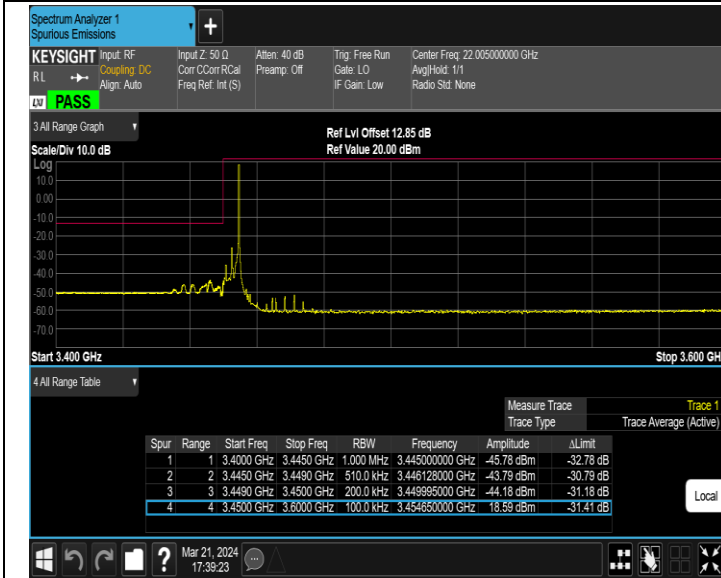 Spectrum Analyzer 1
Spurious Emissions
+
KEYSIGHT Input: RF Input Z: 50 Ω Atten: 40 dB Trig: Free Run Center Freq: 22.005000000 GHz
RL Coupling: DC Corr CCorr RCal Preamp: Off Gate: LO Avg|Hold: 1/1
Align: Auto Freq Ref: Int (S) IF Gain: Low Radio Std: None
LXI PASS
3 All Range Graph
Ref Lvl Offset 12.85 dB
Scale/Div 10.0 dB Ref Value 20.00 dBm
Log
10.0
0.00
-10.0
-20.0
-30.0
-40.0
-50.0
-60.0
-70.0
Start 3.400 GHz Stop 3.600 GH
4 All Range Table
Measure Trace Trace 1
Trace Type Trace Average (Active)
Spur Range Start Freq Stop Freq RBW Frequency Amplitude ΔLimit
1 1 3.4000 GHz 3.4450 GHz 1.000 MHz 3.445000000 GHz -45.78 dBm -32.78 dB
2 2 3.4450 GHz 3.4490 GHz 510.0 kHz 3.446128000 GHz -43.79 dBm -30.79 dB
3 3 3.4490 GHz 3.4500 GHz 200.0 kHz 3.449995000 GHz -44.18 dBm -31.18 dB
4 4 3.4500 GHz 3.6000 GHz 100.0 kHz 3.454650000 GHz 18.59 dBm -31.41 dB
Local
? Mar 21, 2024
17:39:23